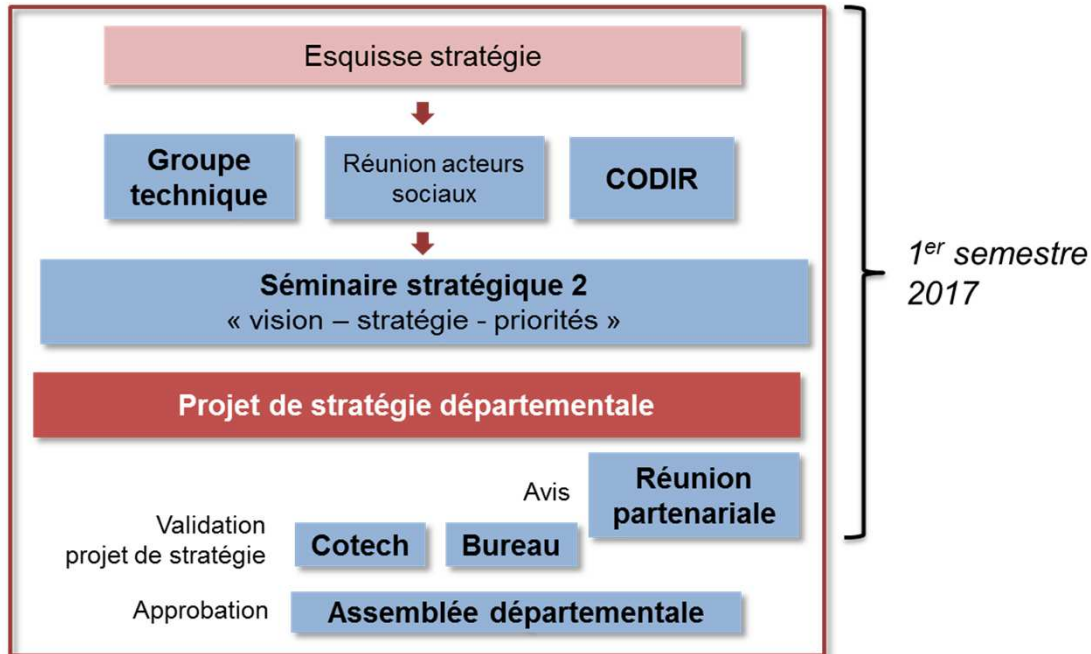 Esquisse stratégie
Groupe
technique
Réunion acteurs
sociaux
CODIR
Séminaire stratégique 2
« vision – stratégie - priorités »
Projet de stratégie départementale
Avis
Réunion
partenariale
Validation
projet de stratégie
Cotech
Bureau
Approbation
Assemblée départementale
1er semestre
2017